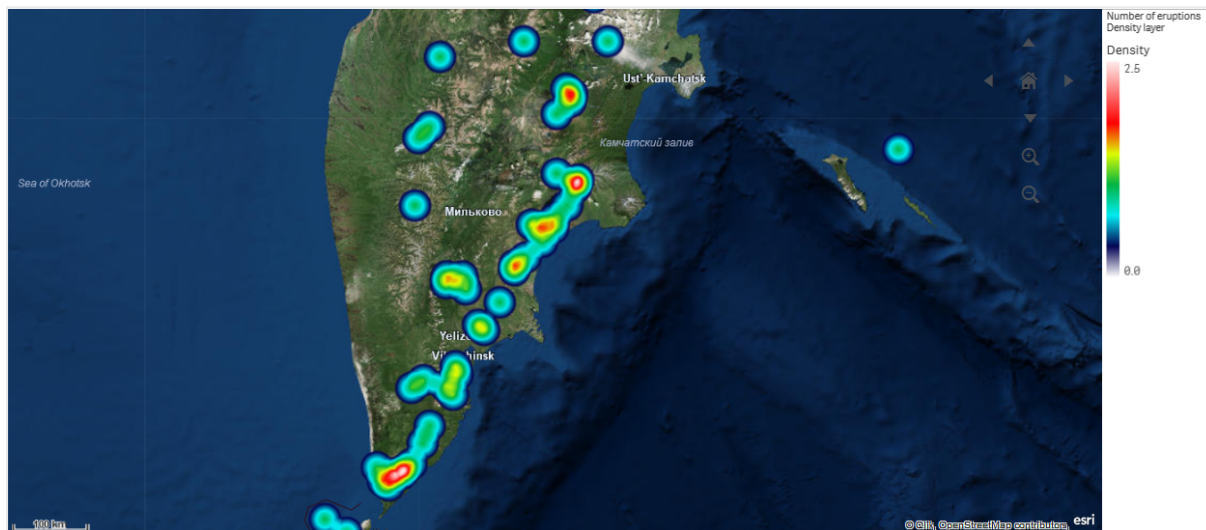 Number of eruptions
Density layer
Density
2.5
0.0
Ust'-Kamchatsk
Камчатский залив
Sea of Okhotsk
Мильково
100 km
© Qlik, OpenStreetMap contributors
esri